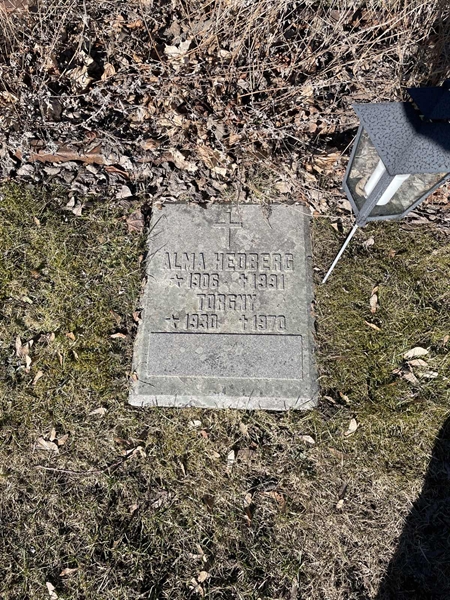 ALMA HEDBERG
☆ 1906 ✝ 1991
TORGNY
☆ 1930 ✝ 1970